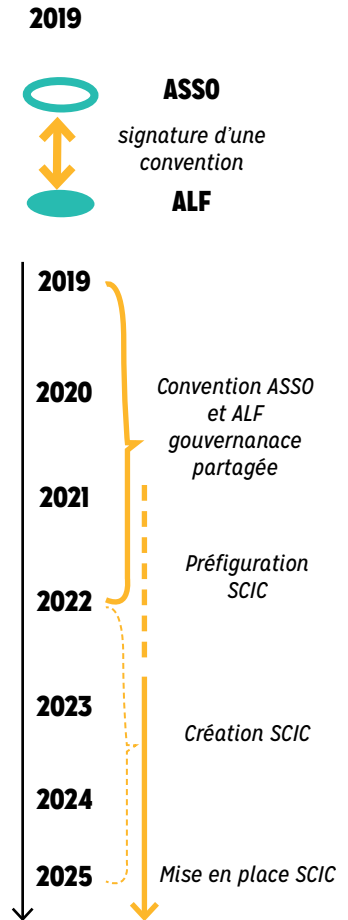 2019
ASSO
signature d'une
convention
ALF
2019
2020
Convention ASSO
et ALF
gouvernanace
partagée
2021
Préfiguration
SCIC
2022
2023
Création SCIC
2024
2025
Mise en place SCIC